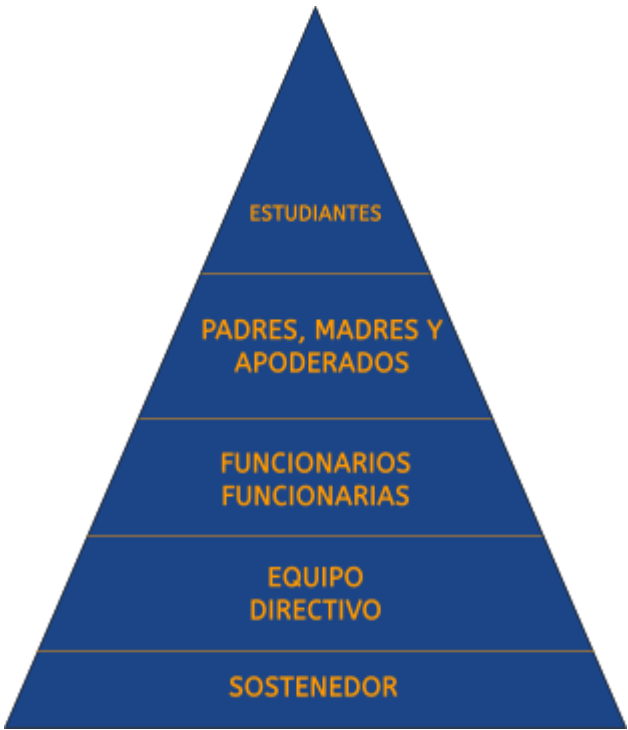 ESTUDIANTES
PADRES, MADRES Y
APODERADOS
FUNCIONARIOS
FUNCIONARIAS
EQUIPO
DIRECTIVO
SOSTENEDOR